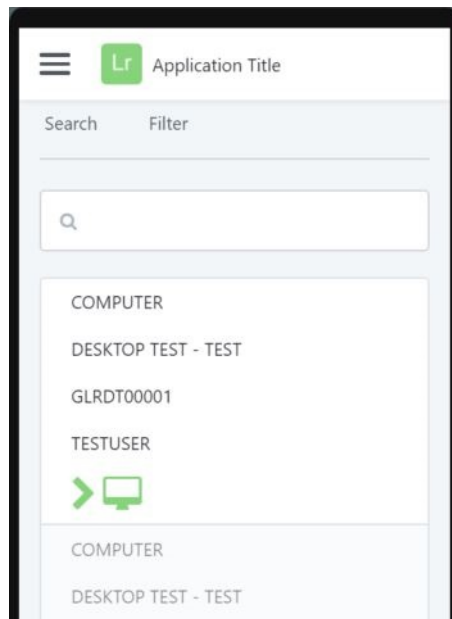 Lr Application Title
Search Filter
COMPUTER
DESKTOP TEST - TEST
GLRDT00001
TESTUSER
COMPUTER
DESKTOP TEST - TEST